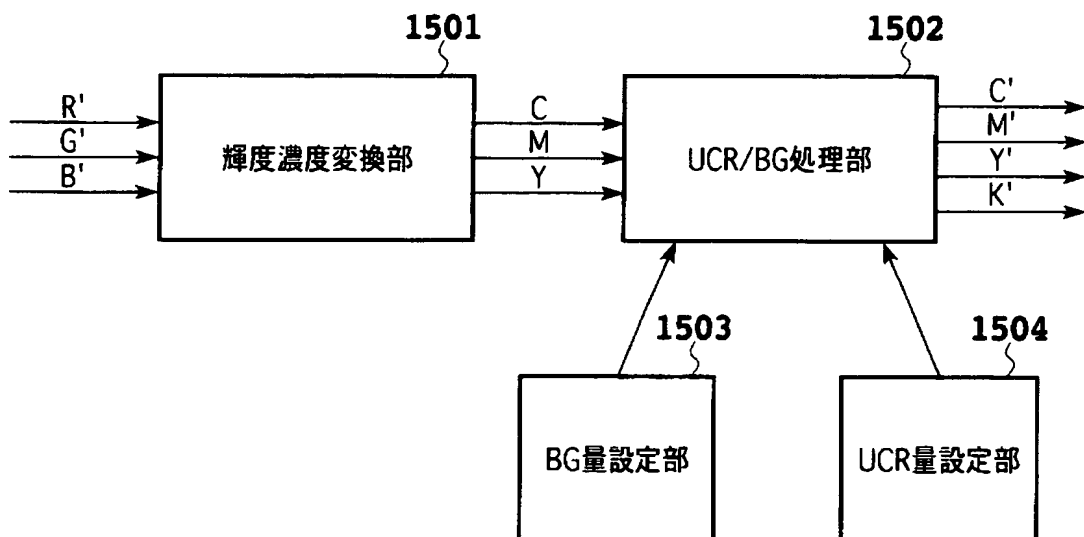 1501
1502
R'
G'
B'
輝度濃度変換部
C
M
Y
UCR/BG処理部
C'
M'
Y'
K'
1503
1504
BG量設定部
UCR量設定部